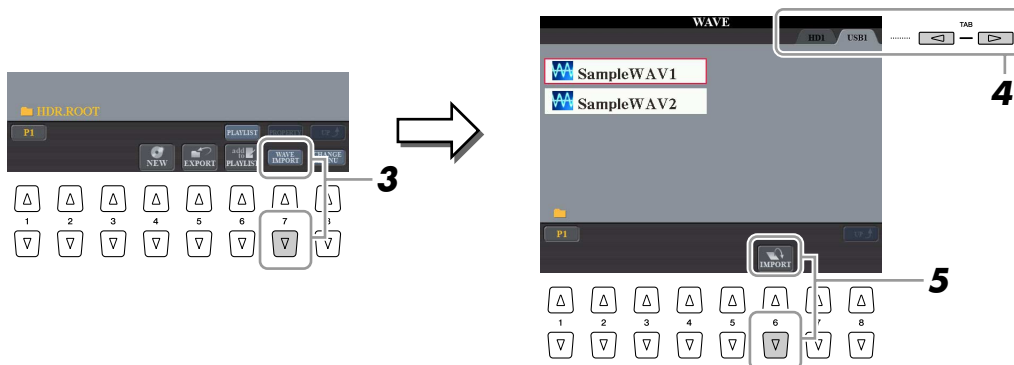 HDR.ROOT
P1
PLAYLIST PROPERTY UP
NEW EXPORT add to PLAYLIST WAVE IMPORT CHANGE MENU
1 2 3 4 5 6 7 8
3
WAVE
HD1 USB1
TAB
4
SampleWAV1
SampleWAV2
P1
UP
IMPORT
5
1 2 3 4 5 6 7 8